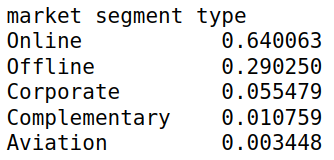 market segment type
Online 0.640063
Offline 0.290250
Corporate 0.055479
Complementary 0.010759
Aviation 0.003448